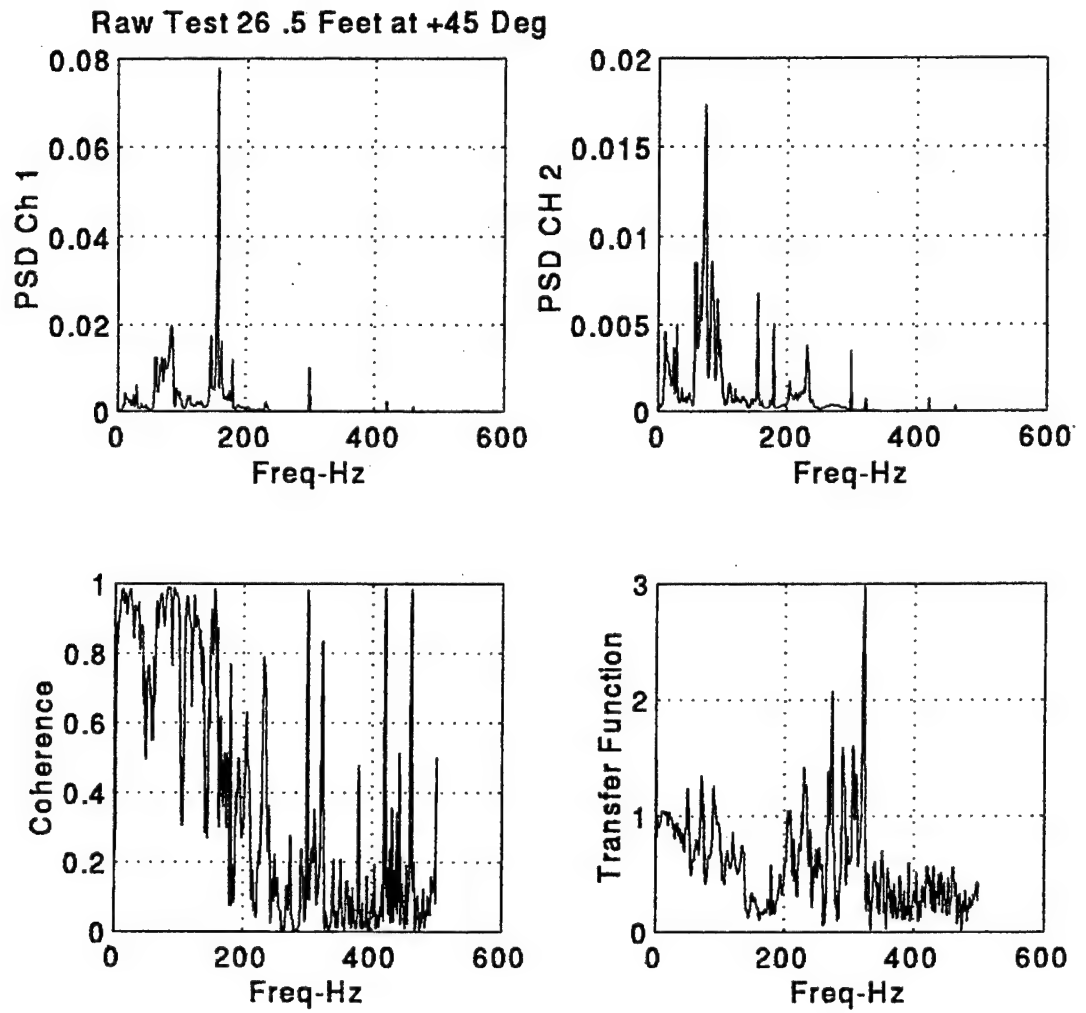 Raw Test 26 .5 Feet at +45 Deg
PSD Ch 1
0.08
0.06
0.04
0.02
0
0 200 400 600
Freq-Hz
PSD CH 2
0.02
0.015
0.01
0.005
0
0 200 400 600
Freq-Hz
Coherence
1
0.8
0.6
0.4
0.2
0
0 200 400 600
Freq-Hz
Transfer Function
3
2
1
0
0 200 400 600
Freq-Hz